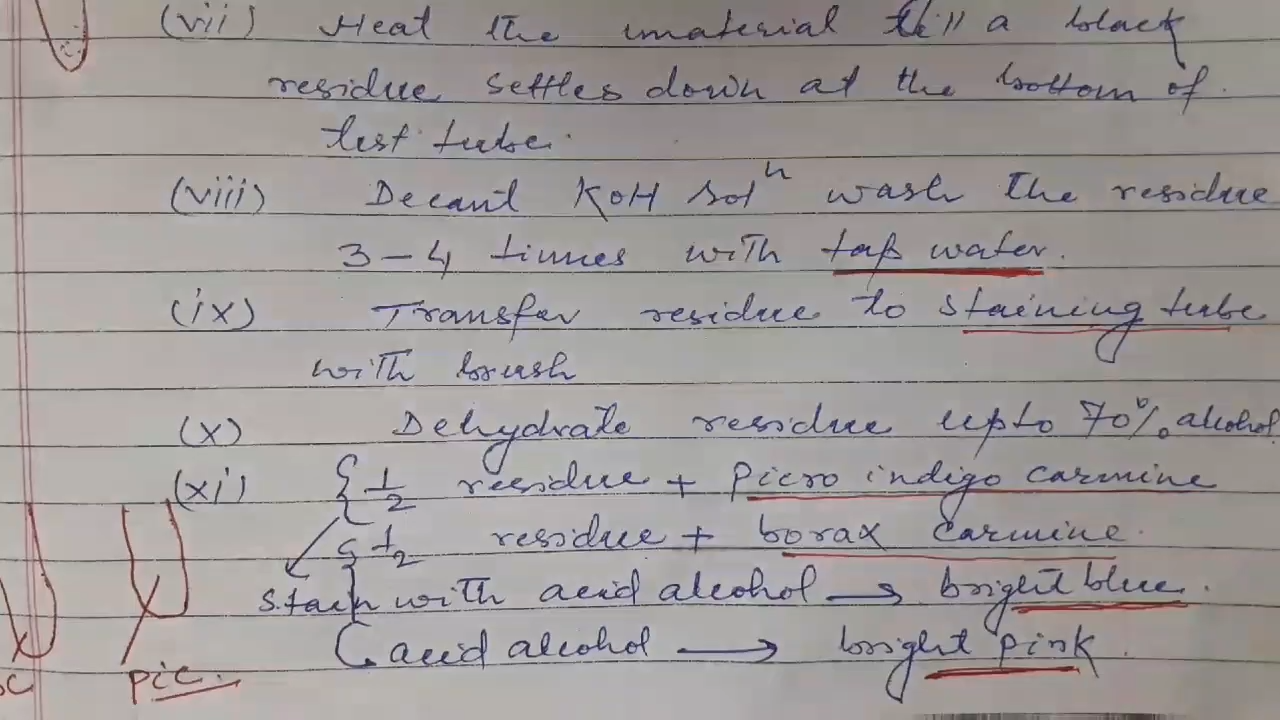 (vii) Heat the material till a black
residue settles down at the bottom of
test tube.
(viii) Decant KOH solⁿ wash the residue
3-4 times with tap water.
(ix) Transfer residue to staining tube
with brush
(x) Dehydrate residue upto 70% alcohol
(xi) { 1/2 residue + Picro indigo carmine
{ 1/2 residue + borax carmine.
Stain with acid alcohol → bright blue.
acid alcohol → bright pink.
pic.